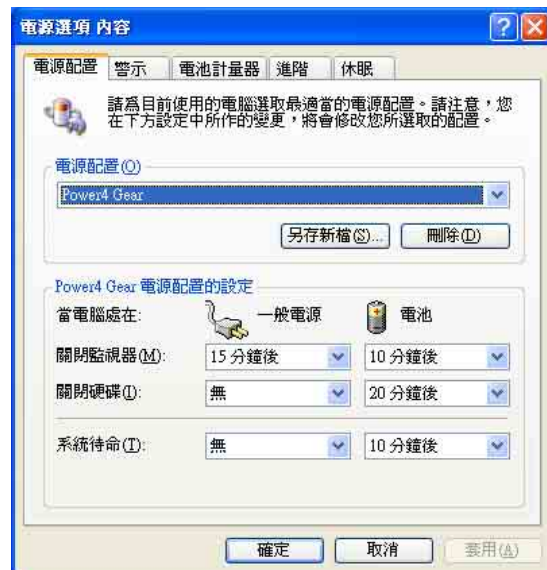 電源選項 內容
電源配置 警示 電池計量器 進階 休眠
請為目前使用的電腦選取最適當的電源配置。請注意，您
在下方設定中所作的變更，將會修改您所選取的配置。
電源配置(O)
Power4 Gear
另存新檔(S)... 刪除(D)
Power4 Gear 電源配置的設定
當電腦處在: 一般電源 電池
關閉監視器(M): 15 分鐘後 10 分鐘後
關閉硬碟(I): 無 20 分鐘後
系統待命(T): 無 10 分鐘後
確定 取消 套用(A)